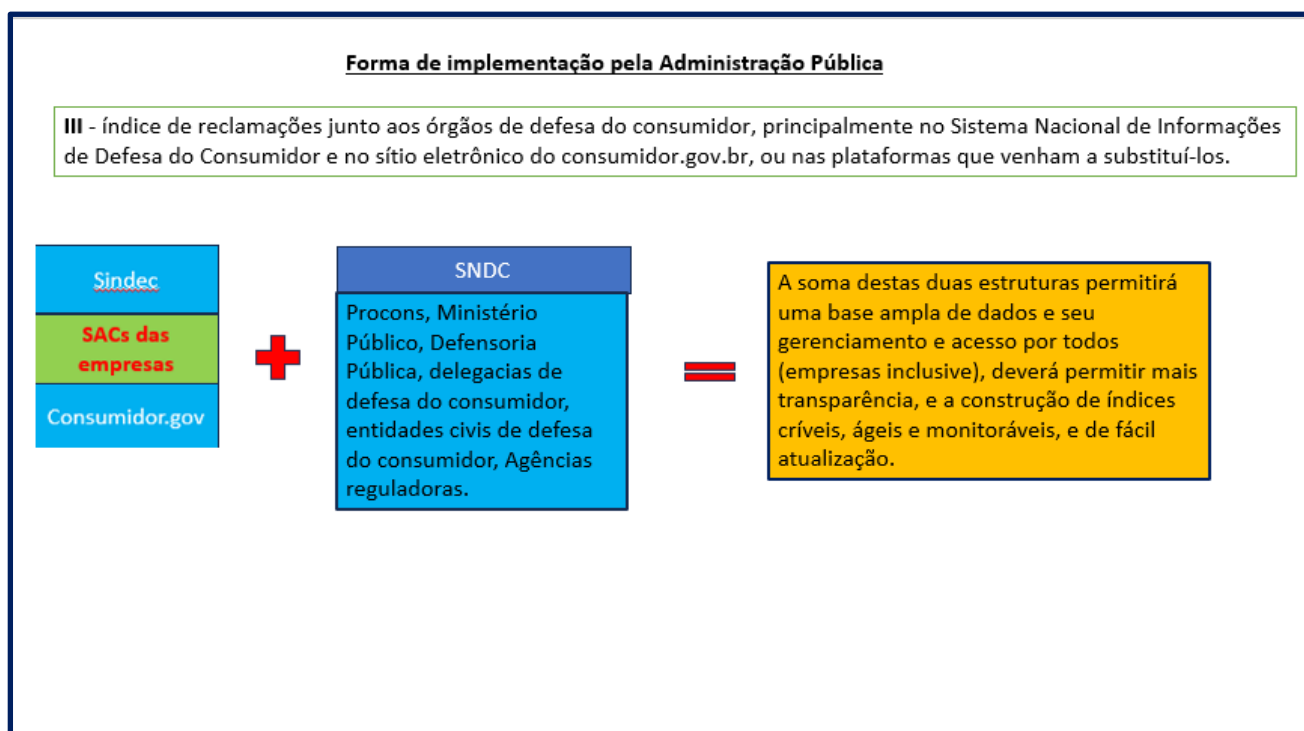 Forma de implementação pela Administração Pública
III - índice de reclamações junto aos órgãos de defesa do consumidor, principalmente no Sistema Nacional de Informações
de Defesa do Consumidor e no sítio eletrônico do consumidor.gov.br, ou nas plataformas que venham a substituí-los.
Sindec
SACs das
empresas
Consumidor.gov
SNDC
Procons, Ministério
Público, Defensoria
Pública, delegacias de
defesa do consumidor,
entidades civis de defesa
do consumidor, Agências
reguladoras.
A soma destas duas estruturas permitirá
uma base ampla de dados e seu
gerenciamento e acesso por todos
(empresas inclusive), deverá permitir mais
transparência, e a construção de índices
críveis, ágeis e monitoráveis, e de fácil
atualização.